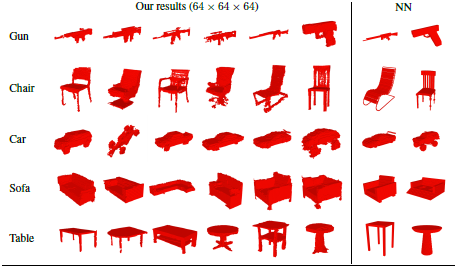 Our results (64 × 64 × 64) NN
Gun
Chair
Car
Sofa
Table